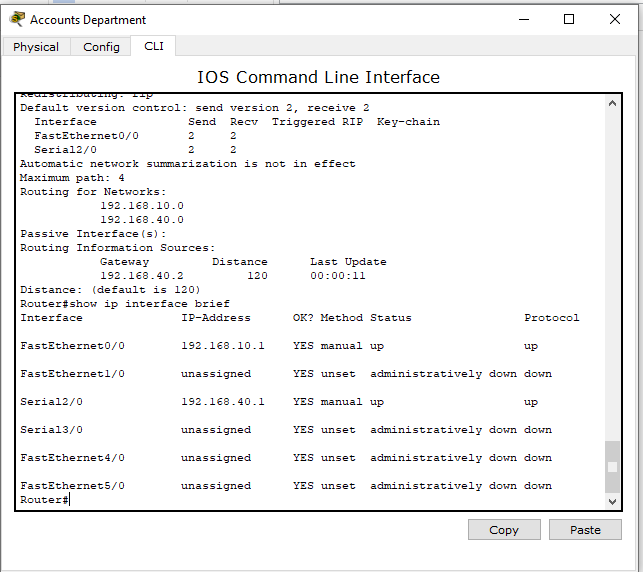 Accounts Department
Physical Config CLI
IOS Command Line Interface
Redistributing: rip
Default version control: send version 2, receive 2
Interface Send Recv Triggered RIP Key-chain
FastEthernet0/0 2 2
Serial2/0 2 2
Automatic network summarization is not in effect
Maximum path: 4
Routing for Networks:
192.168.10.0
192.168.40.0
Passive Interface(s):
Routing Information Sources:
Gateway Distance Last Update
192.168.40.2 120 00:00:11
Distance: (default is 120)
Router#show ip interface brief
Interface IP-Address OK? Method Status Protocol
FastEthernet0/0 192.168.10.1 YES manual up up
FastEthernet1/0 unassigned YES unset administratively down down
Serial2/0 192.168.40.1 YES manual up up
Serial3/0 unassigned YES unset administratively down down
FastEthernet4/0 unassigned YES unset administratively down down
FastEthernet5/0 unassigned YES unset administratively down down
Router#
Copy Paste